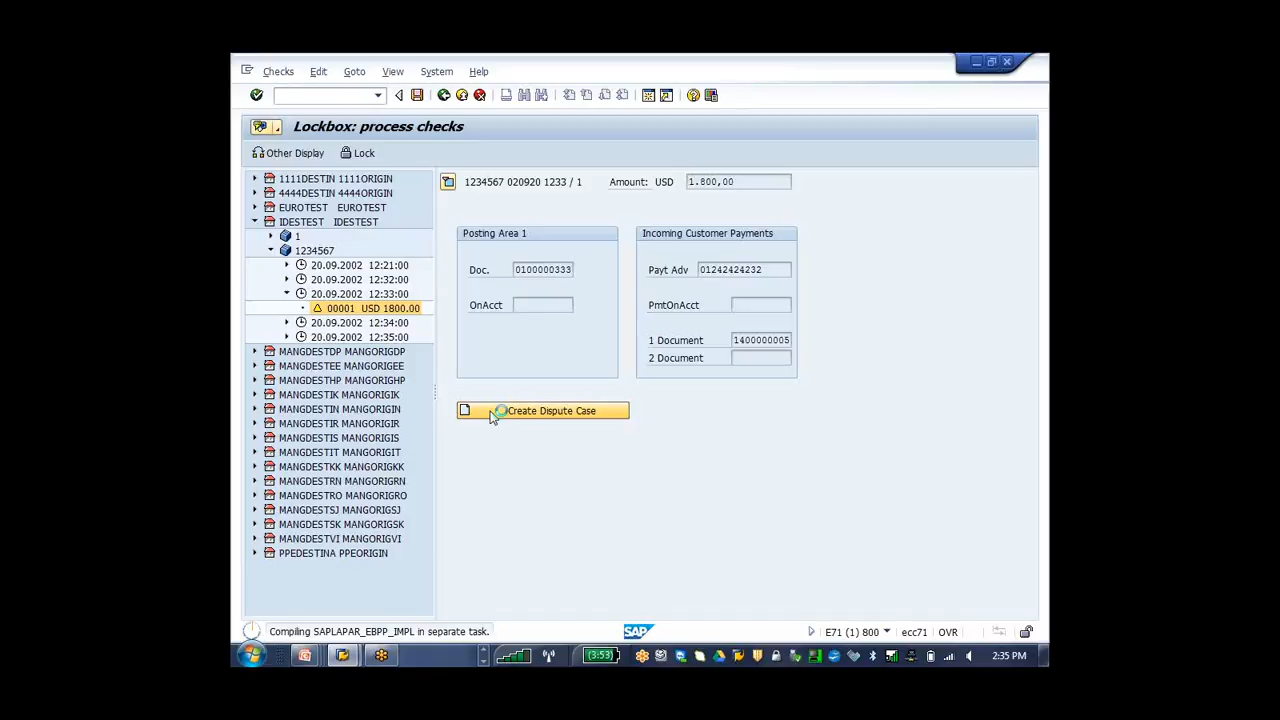 Checks Edit Goto View System Help
Lockbox: process checks
Other Display Lock
1111DESTIN 1111ORIGIN
4444DESTIN 4444ORIGIN
EUROTEST EUROTEST
IDESTEST IDESTEST
1
1234567
20.09.2002 12:21:00
20.09.2002 12:32:00
20.09.2002 12:33:00
00001 USD 1800.00
20.09.2002 12:34:00
20.09.2002 12:35:00
MANGDESTDP MANGORIGDP
MANGDESTEE MANGORIGEE
MANGDESTHP MANGORIGHP
MANGDESTIK MANGORIGIK
MANGDESTIN MANGORIGIN
MANGDESTIR MANGORIGIR
MANGDESTIS MANGORIGIS
MANGDESTIT MANGORIGIT
MANGDESTKK MANGORIGKK
MANGDESTRN MANGORIGRN
MANGDESTRO MANGORIGRO
MANGDESTSJ MANGORIGSJ
MANGDESTSK MANGORIGSK
MANGDESTVI MANGORIGVI
PPEDESTINA PPEORIGIN
1234567 020920 1233 / 1 Amount: USD 1.800,00
Posting Area 1
Doc. 0100000333
OnAcct
Incoming Customer Payments
Payt Adv 01242424232
PmtOnAcct
1 Document 1400000005
2 Document
Create Dispute Case
Compiling SAPLAPAR_EBPP_IMPL in separate task.
SAP
E71 (1) 800 ecc71 OVR
(3:53)
2:35 PM